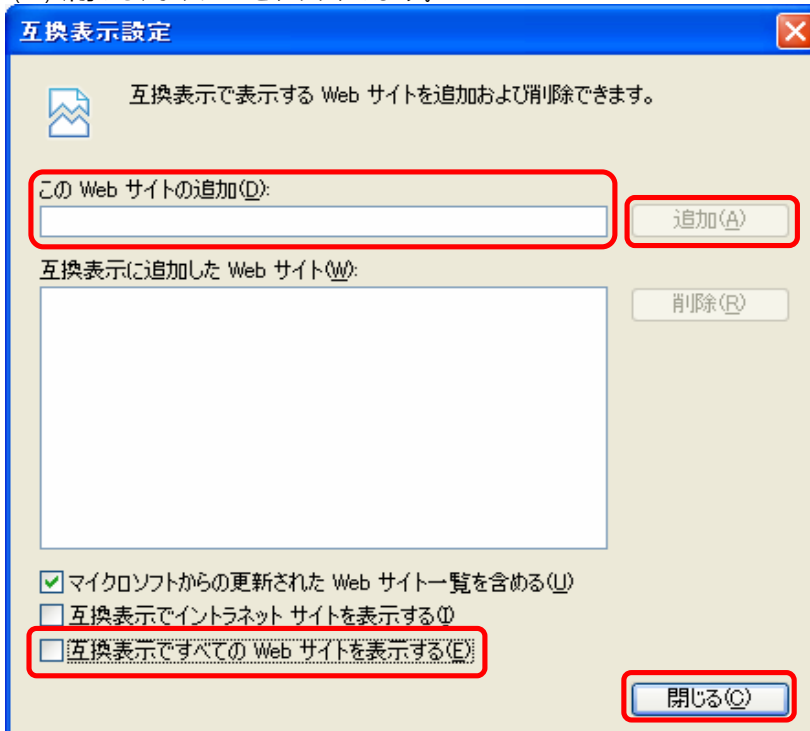 互換表示設定
互換表示で表示する Web サイトを追加および削除できます。
この Web サイトの追加(D):
追加(A)
互換表示に追加した Web サイト(W):
削除(R)
マイクロソフトからの更新された Web サイト一覧を含める(U)
互換表示でイントラネット サイトを表示する(I)
互換表示ですべての Web サイトを表示する(E)
閉じる(C)